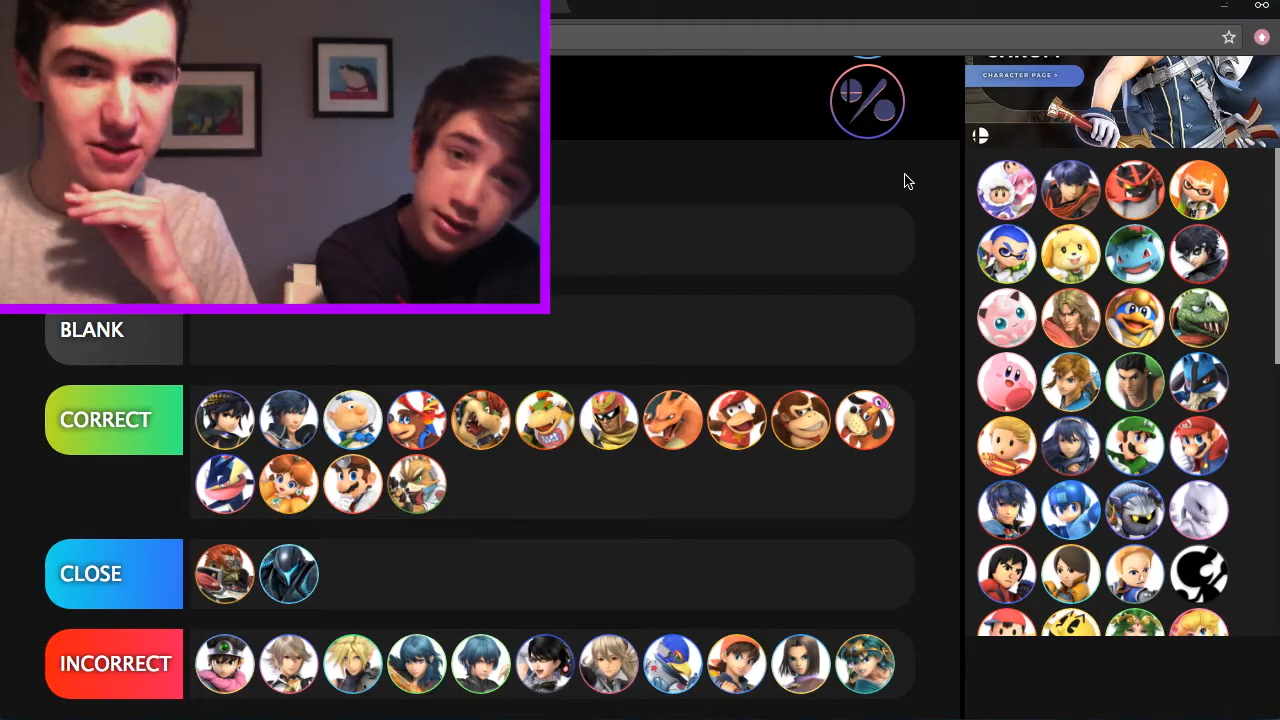 CHARACTER PAGE >
BLANK
CORRECT
CLOSE
INCORRECT